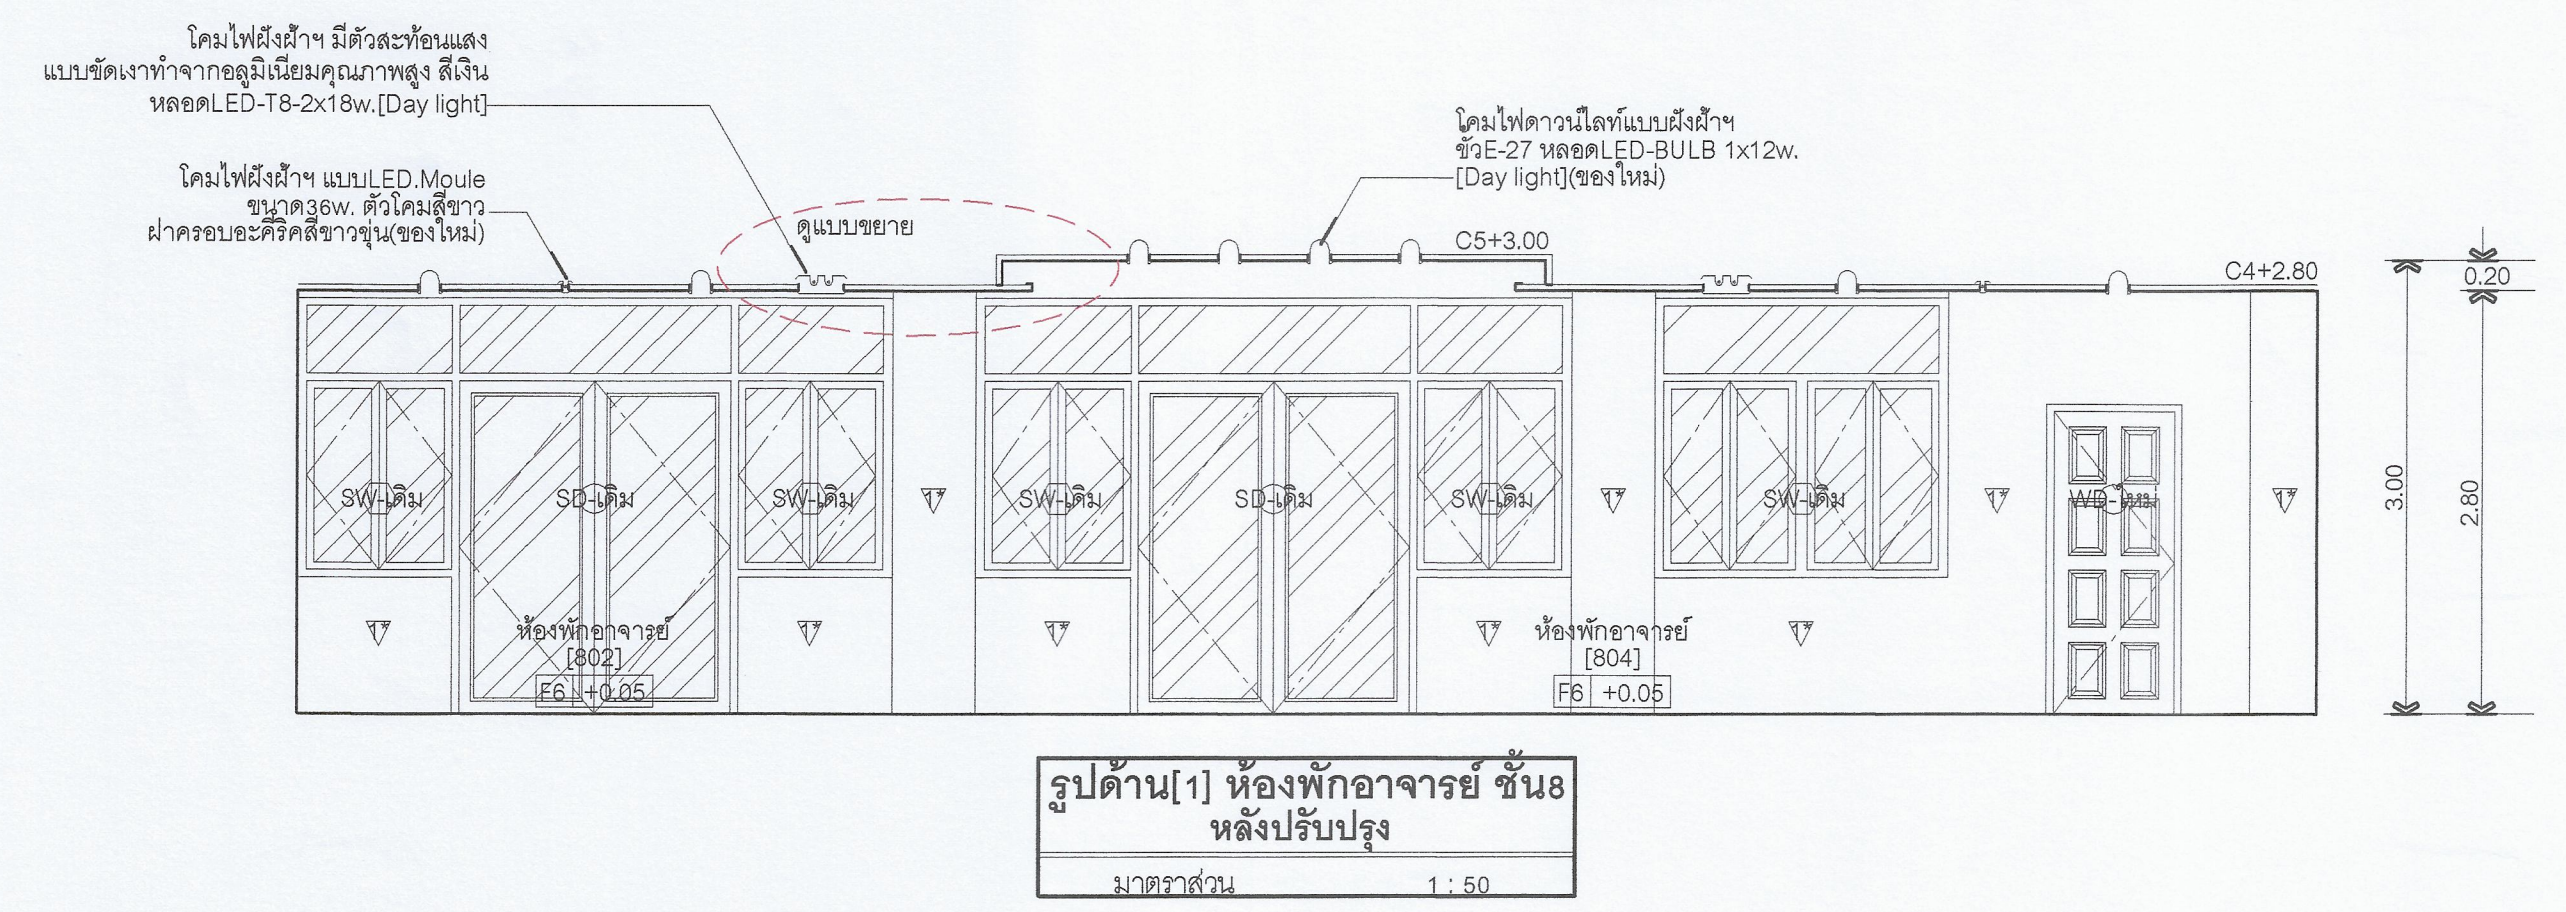 โคมไฟฝังฝ้าฯ มีตัวสะท้อนแสง
แบบขัดเงาทำจากอลูมิเนียมคุณภาพสูง สีเงิน
หลอดLED-T8-2x18w.[Day light]
โคมไฟฝังฝ้าฯ แบบLED.Moule
ขนาด36w. ตัวโคมสีขาว
ฝาครอบอะคีริคสีขาวขุ่น(ของใหม่)
ดูแบบขยาย
โคมไฟดาวน์ไลท์แบบฝังฝ้าฯ
ขั้วE-27 หลอดLED-BULB 1x12w.
[Day light](ของใหม่)
C5+3.00
C4+2.80
0.20
3.00
2.80
SW-เดิม
SD-เดิม
SW-เดิม
1*
SW-เดิม
SD-เดิม
SW-เดิม
1*
SW-เดิม
1*
WD-ใหม่
1*
1*
1*
1*
1*
1*
ห้องพักอาจารย์
[802]
F6 +0.05
ห้องพักอาจารย์
[804]
F6 +0.05
รูปด้าน[1] ห้องพักอาจารย์ ชั้น8
หลังปรับปรุง
มาตราส่วน 1 : 50